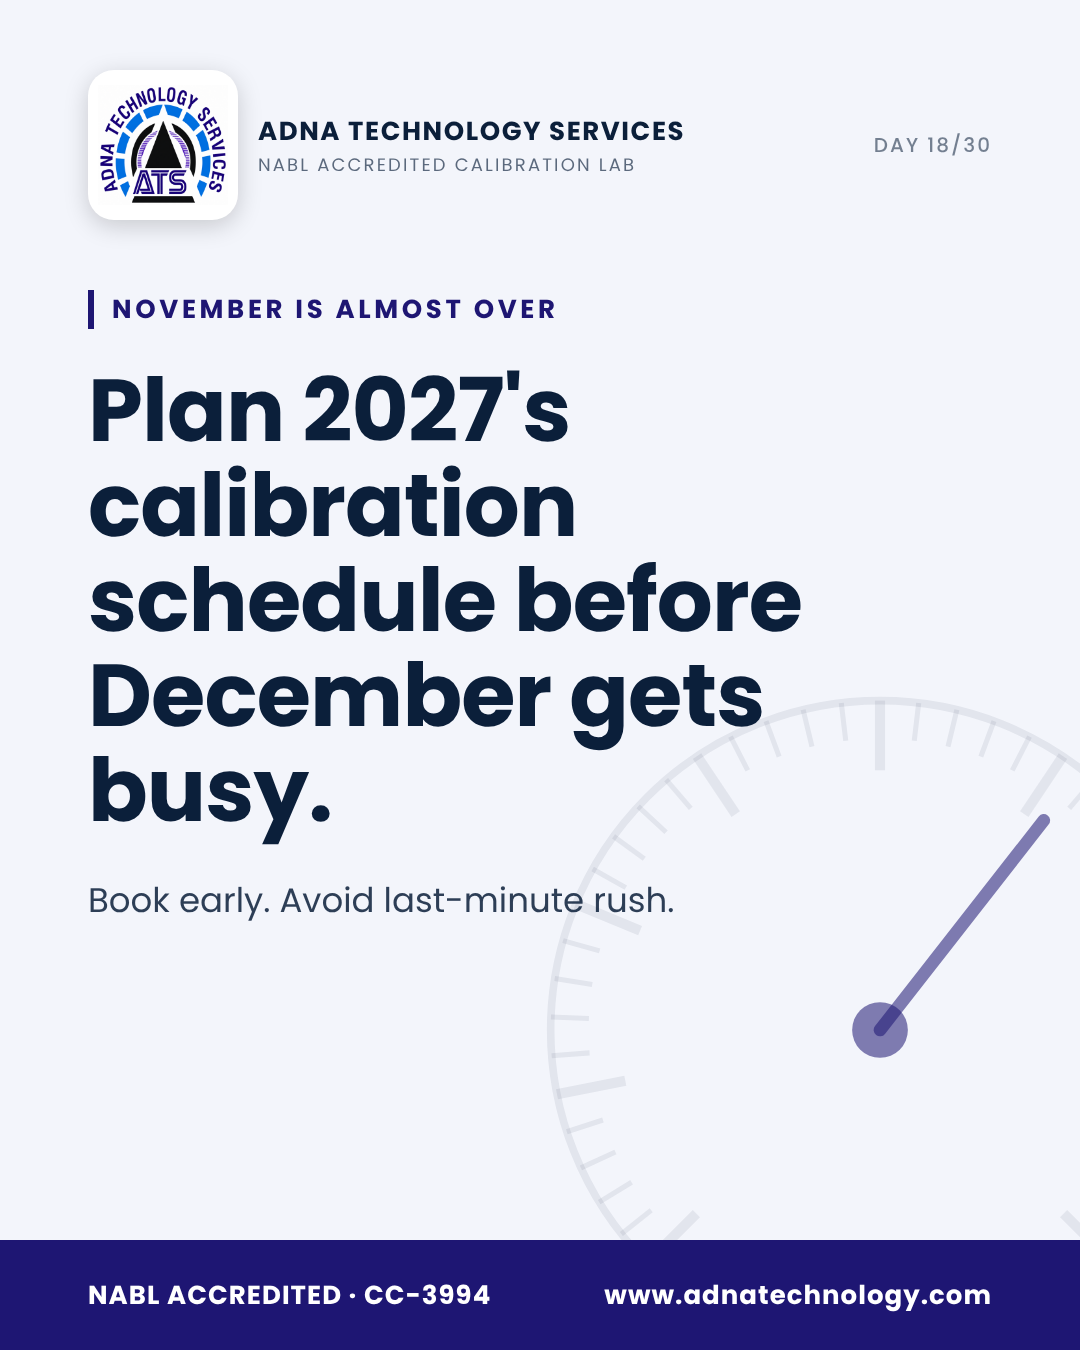 ADNA TECHNOLOGY SERVICES
ATS
ADNA TECHNOLOGY SERVICES
NABL ACCREDITED CALIBRATION LAB
DAY 18/30
NOVEMBER IS ALMOST OVER
Plan 2027's
calibration
schedule before
December gets
busy.
Book early. Avoid last-minute rush.
NABL ACCREDITED · CC-3994
www.adnatechnology.com